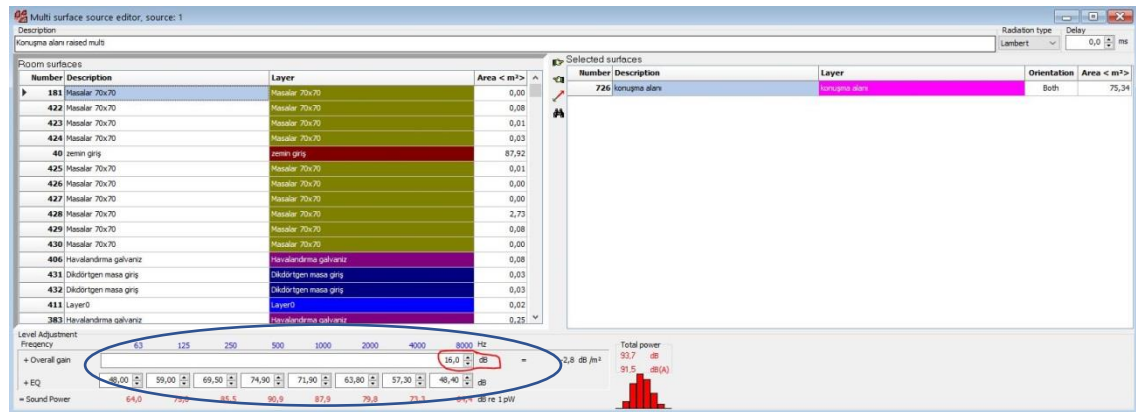 Multi surface source editor, source: 1
Description Radiation type Delay
Konuşma alanı raised multi Lambert 0,0 ms
Room surfaces Selected surfaces
Number Description Layer Area < m²> Number Description Layer Orientation Area < m²>
181 Masalar 70x70 Masalar 70x70 0,00 726 konuşma alanı konuşma alanı Both 75,34
422 Masalar 70x70 Masalar 70x70 0,08
423 Masalar 70x70 Masalar 70x70 0,01
424 Masalar 70x70 Masalar 70x70 0,03
40 zemin giriş zemin giriş 87,92
425 Masalar 70x70 Masalar 70x70 0,01
426 Masalar 70x70 Masalar 70x70 0,00
427 Masalar 70x70 Masalar 70x70 0,00
428 Masalar 70x70 Masalar 70x70 2,73
429 Masalar 70x70 Masalar 70x70 0,08
430 Masalar 70x70 Masalar 70x70 0,00
406 Havalandırma galvaniz Havalandırma galvaniz 0,08
431 Dikdörtgen masa giriş Dikdörtgen masa giriş 0,03
432 Dikdörtgen masa giriş Dikdörtgen masa giriş 0,03
411 Layer0 Layer0 0,02
383 Havalandırma galvaniz Havalandırma galvaniz 0,25
Level Adjustment
Freqency 63 125 250 500 1000 2000 4000 8000 Hz Total power
+ Overall gain 16,0 dB = -2,8 dB /m² 93,7 dB
91,5 dB(A)
+ EQ 48,00 59,00 69,50 74,90 71,90 63,80 57,30 48,40 dB
= Sound Power 64,0 85,5 90,9 87,9 79,8 73,3 dB re 1 pW